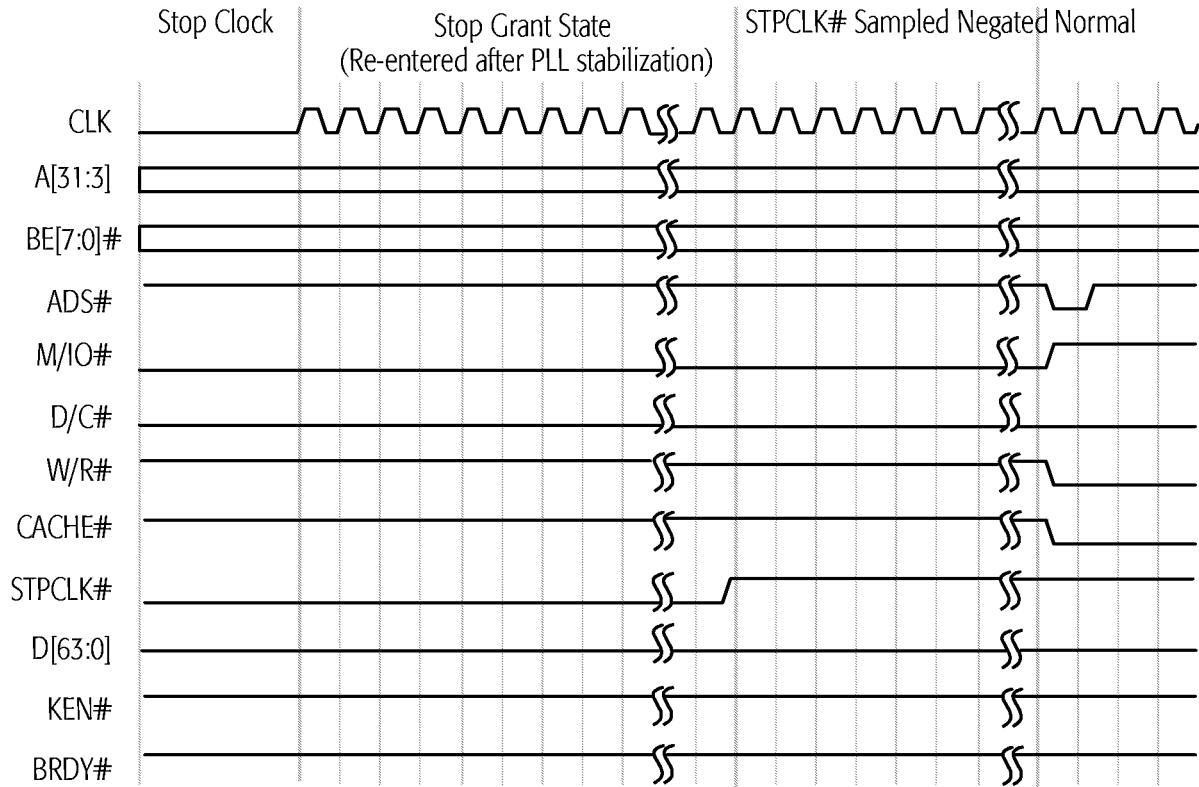 Stop Clock
Stop Grant State
(Re-entered after PLL stabilization)
STPCLK# Sampled Negated
Normal
CLK
A[31:3]
BE[7:0]#
ADS#
M/IO#
D/C#
W/R#
CACHE#
STPCLK#
D[63:0]
KEN#
BRDY#